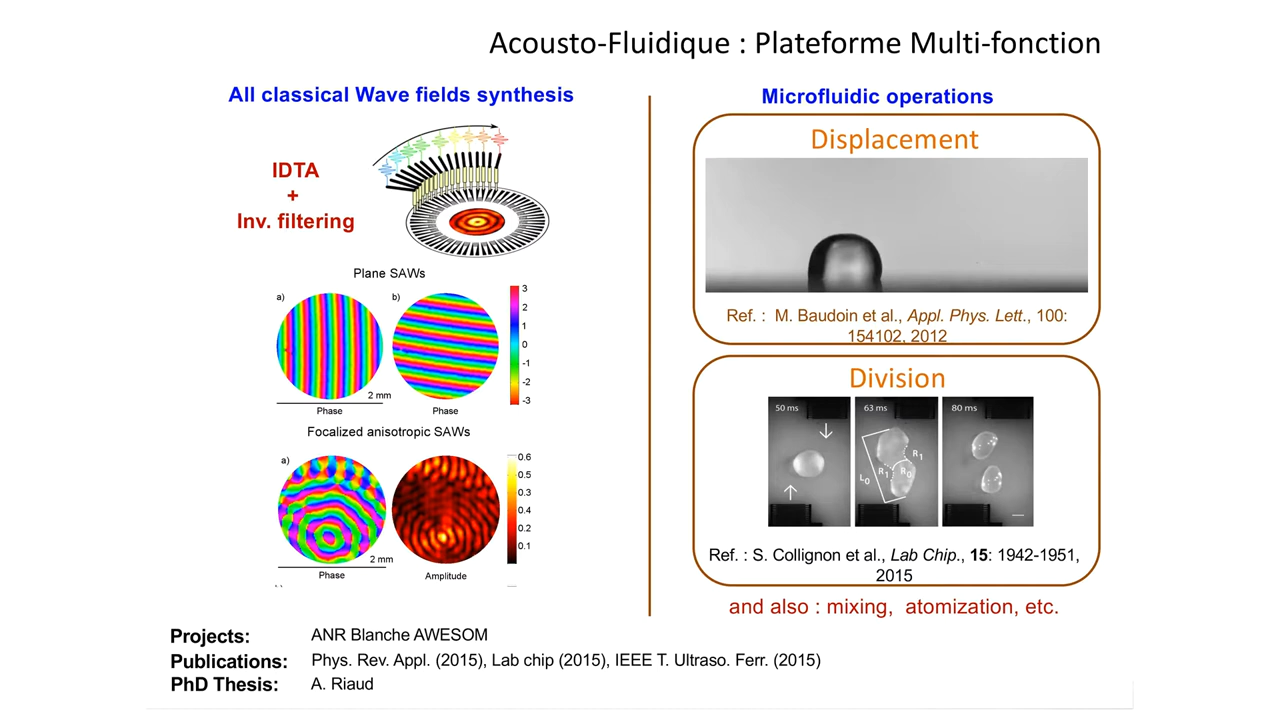 Acousto-Fluidique : Plateforme Multi-fonction
All classical Wave fields synthesis
IDTA
+
Inv. filtering
Plane SAWs
a)
b)
3
2
1
0
-1
-2
-3
2 mm
Phase
Phase
Focalized anisotropic SAWs
a)
0.6
0.5
0.3
0.4
0.2
0.1
2 mm
Phase
Amplitude
Microfluidic operations
Displacement
Ref. : M. Baudoin et al., Appl. Phys. Lett., 100:
154102, 2012
Division
50 ms
63 ms
80 ms
R1
R1
R0
L0
Ref. : S. Collignon et al., Lab Chip., 15: 1942-1951,
2015
and also : mixing, atomization, etc.
Projects: ANR Blanche AWESOM
Publications: Phys. Rev. Appl. (2015), Lab chip (2015), IEEE T. Ultraso. Ferr. (2015)
PhD Thesis: A. Riaud